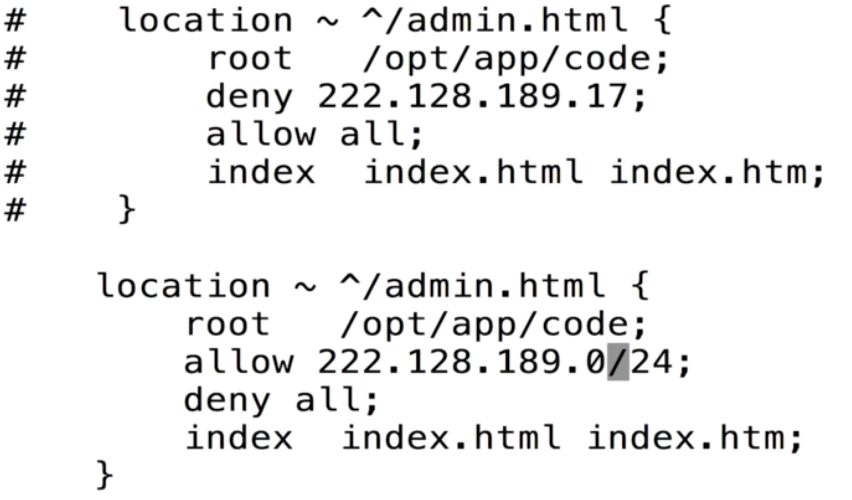 #    location ~ ^/admin.html {
#        root   /opt/app/code;
#        deny 222.128.189.17;
#        allow all;
#        index  index.html index.htm;
#    }
location ~ ^/admin.html {
    root   /opt/app/code;
    allow 222.128.189.0/24;
    deny all;
    index  index.html index.htm;
}